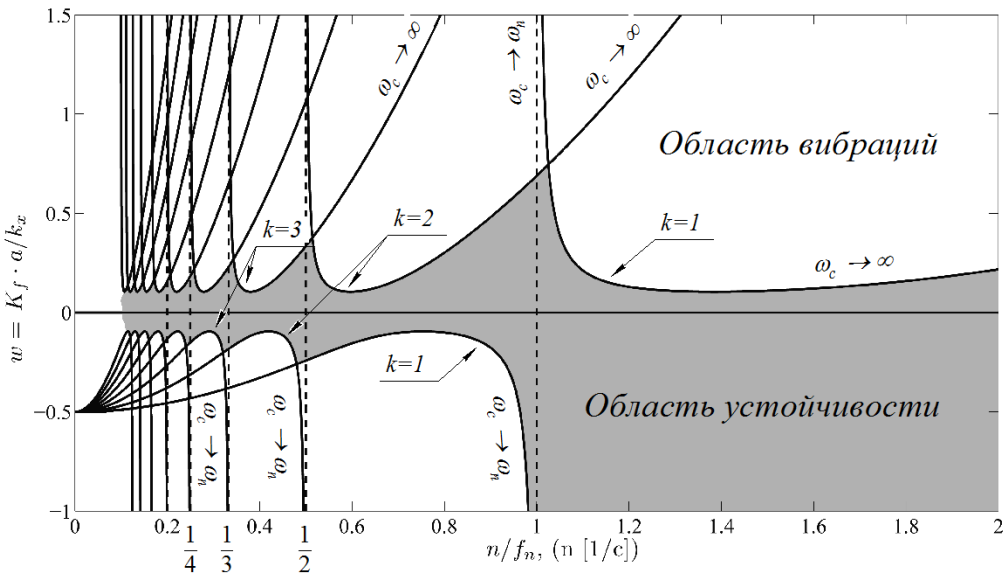 1.5
1
0.5
0
−0.5
−1
w = K_f · a/k_x
ω_c → ∞
ω_c → ω_n
ω_c → ∞
Область вибраций
k=3
k=2
k=1
ω_c → ∞
k=1
Область устойчивости
ω_c → ω_n
ω_c → ω_n
ω_c → ω_n
0
0.2
0.4
0.6
0.8
1
1.2
1.4
1.6
1.8
2
1/4
1/3
1/2
n/f_n, (n [1/c])